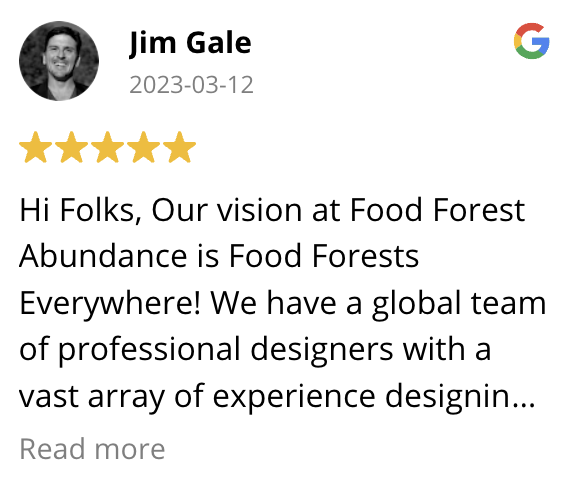 Jim Gale
2023-03-12
Hi Folks, Our vision at Food Forest
Abundance is Food Forests
Everywhere! We have a global team
of professional designers with a
vast array of experience designin...
Read more